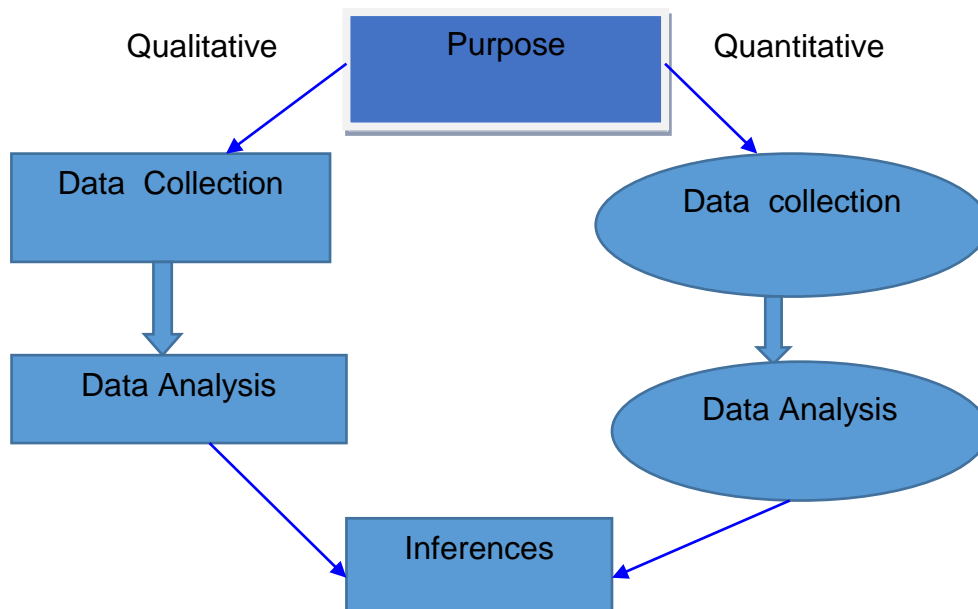 Qualitative
Purpose
Quantitative
Data Collection
Data collection
Data Analysis
Data Analysis
Inferences